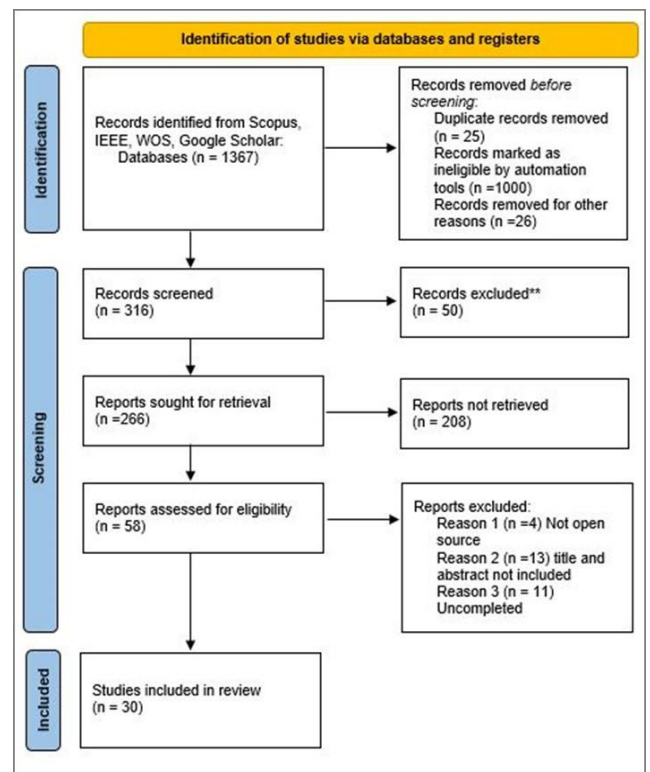 Identification of studies via databases and registers
Identification
Records identified from Scopus,
IEEE, WOS, Google Scholar:
Databases (n = 1367)
Records removed before
screening:
Duplicate records removed
(n = 25)
Records marked as
ineligible by automation
tools (n =1000)
Records removed for other
reasons (n =26)
Screening
Records screened
(n = 316)
Records excluded**
(n = 50)
Reports sought for retrieval
(n =266)
Reports not retrieved
(n = 208)
Reports assessed for eligibility
(n = 58)
Reports excluded:
Reason 1 (n =4) Not open
source
Reason 2 (n =13) title and
abstract not included
Reason 3 (n = 11)
Uncompleted
Included
Studies included in review
(n = 30)